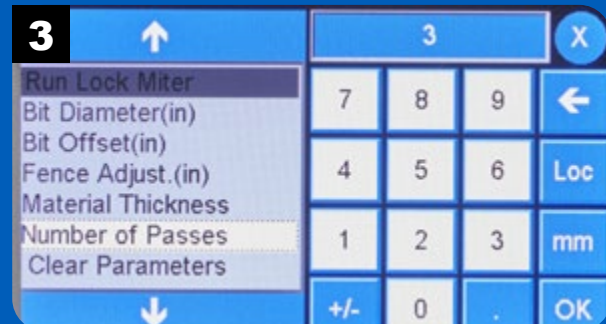 3
3
X
Run Lock Miter
Bit Diameter(in)
Bit Offset(in)
Fence Adjust.(in)
Material Thickness
Number of Passes
Clear Parameters
7 8 9
4 5 6 Loc
1 2 3 mm
+/- 0 . OK